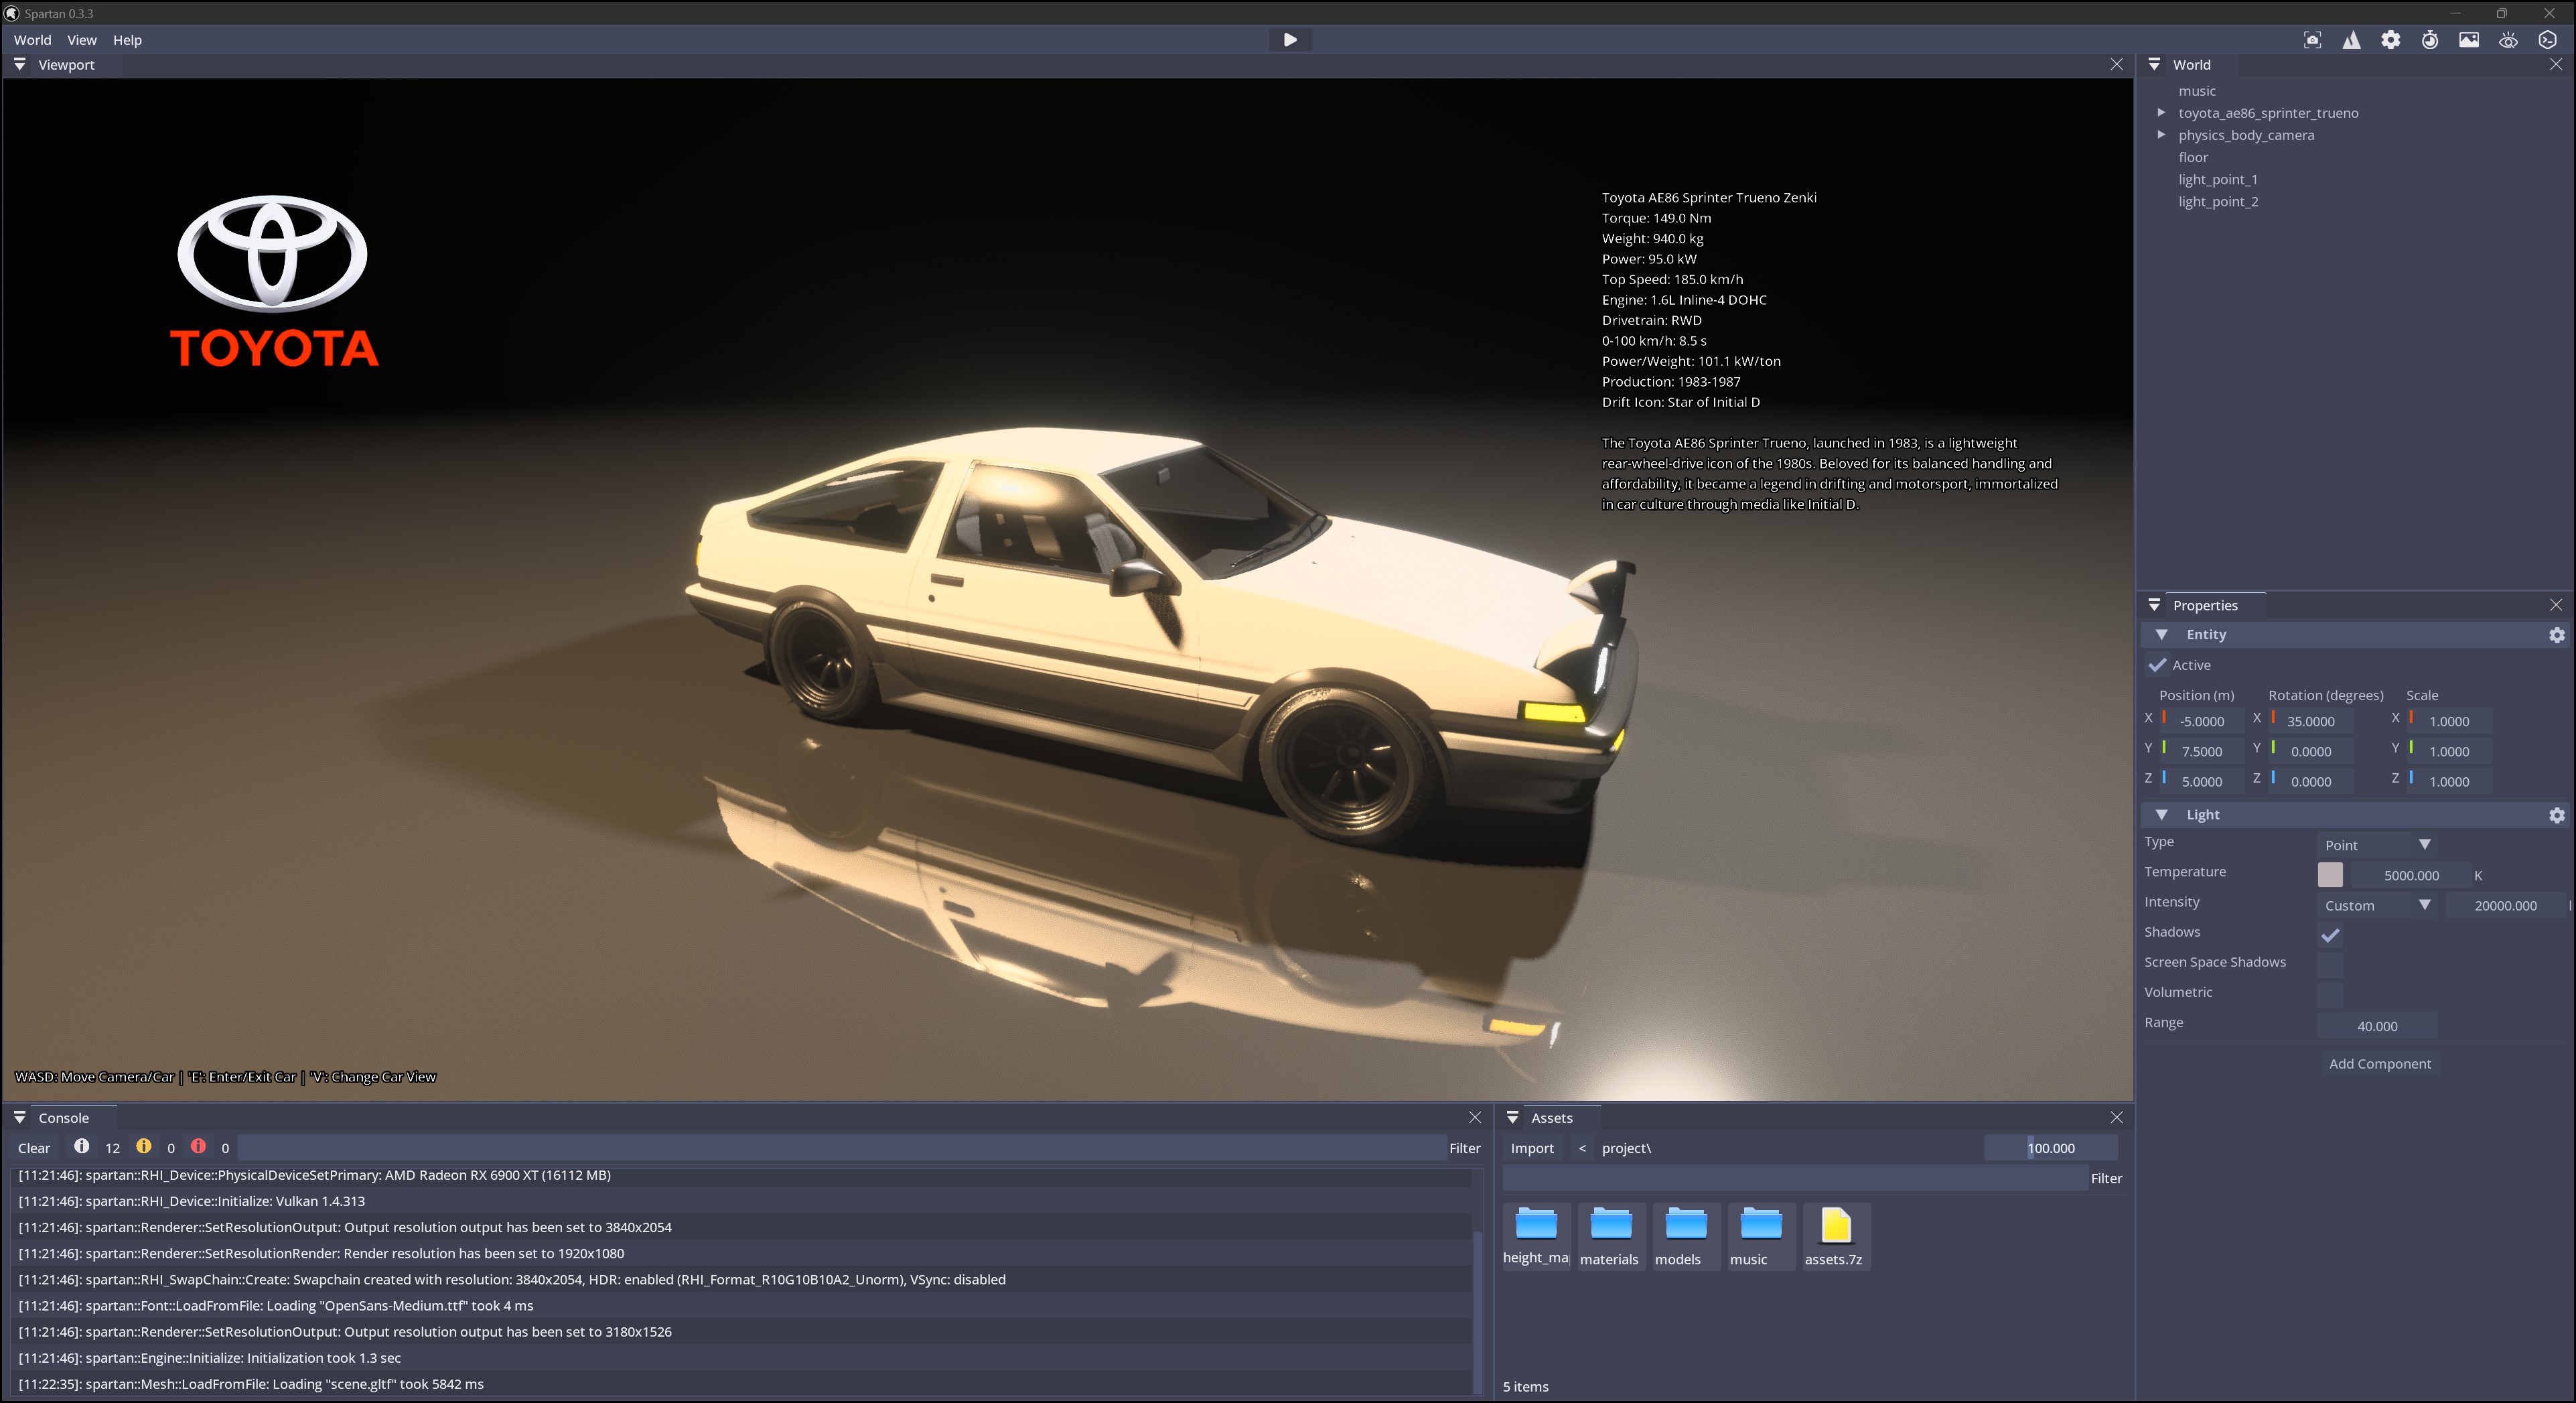 Spartan 0.3.3
World View Help
Viewport
TOYOTA
Toyota AE86 Sprinter Trueno Zenki
Torque: 149.0 Nm
Weight: 940.0 kg
Power: 95.0 kW
Top Speed: 185.0 km/h
Engine: 1.6L Inline-4 DOHC
Drivetrain: RWD
0-100 km/h: 8.5 s
Power/Weight: 101.1 kW/ton
Production: 1983-1987
Drift Icon: Star of Initial D
The Toyota AE86 Sprinter Trueno, launched in 1983, is a lightweight
rear-wheel-drive icon of the 1980s. Beloved for its balanced handling and
affordability, it became a legend in drifting and motorsport, immortalized
in car culture through media like Initial D.
WASD: Move Camera/Car | 'E': Enter/Exit Car | 'V': Change Car View
World
music
toyota_ae86_sprinter_trueno
physics_body_camera
floor
light_point_1
light_point_2
Properties
Entity
Active
Position (m) Rotation (degrees) Scale
X -5.0000 X 35.0000 X 1.0000
Y 7.5000 Y 0.0000 Y 1.0000
Z 5.0000 Z 0.0000 Z 1.0000
Light
Type Point
Temperature 5000.000 K
Intensity Custom 20000.000
Shadows
Screen Space Shadows
Volumetric
Range 40.000
Add Component
Console
Clear 12 0 0 Filter
[11:21:46]: spartan::RHI_Device::PhysicalDeviceSetPrimary: AMD Radeon RX 6900 XT (16112 MB)
[11:21:46]: spartan::RHI_Device::Initialize: Vulkan 1.4.313
[11:21:46]: spartan::Renderer::SetResolutionOutput: Output resolution output has been set to 3840x2054
[11:21:46]: spartan::Renderer::SetResolutionRender: Render resolution has been set to 1920x1080
[11:21:46]: spartan::RHI_SwapChain::Create: Swapchain created with resolution: 3840x2054, HDR: enabled (RHI_Format_R10G10B10A2_Unorm), VSync: disabled
[11:21:46]: spartan::Font::LoadFromFile: Loading "OpenSans-Medium.ttf" took 4 ms
[11:21:46]: spartan::Renderer::SetResolutionOutput: Output resolution output has been set to 3180x1526
[11:21:46]: spartan::Engine::Initialize: Initialization took 1.3 sec
[11:22:35]: spartan::Mesh::LoadFromFile: Loading "scene.gltf" took 5842 ms
Assets
Import < project\ 100.000
Filter
height_ma materials models music assets.7z
5 items